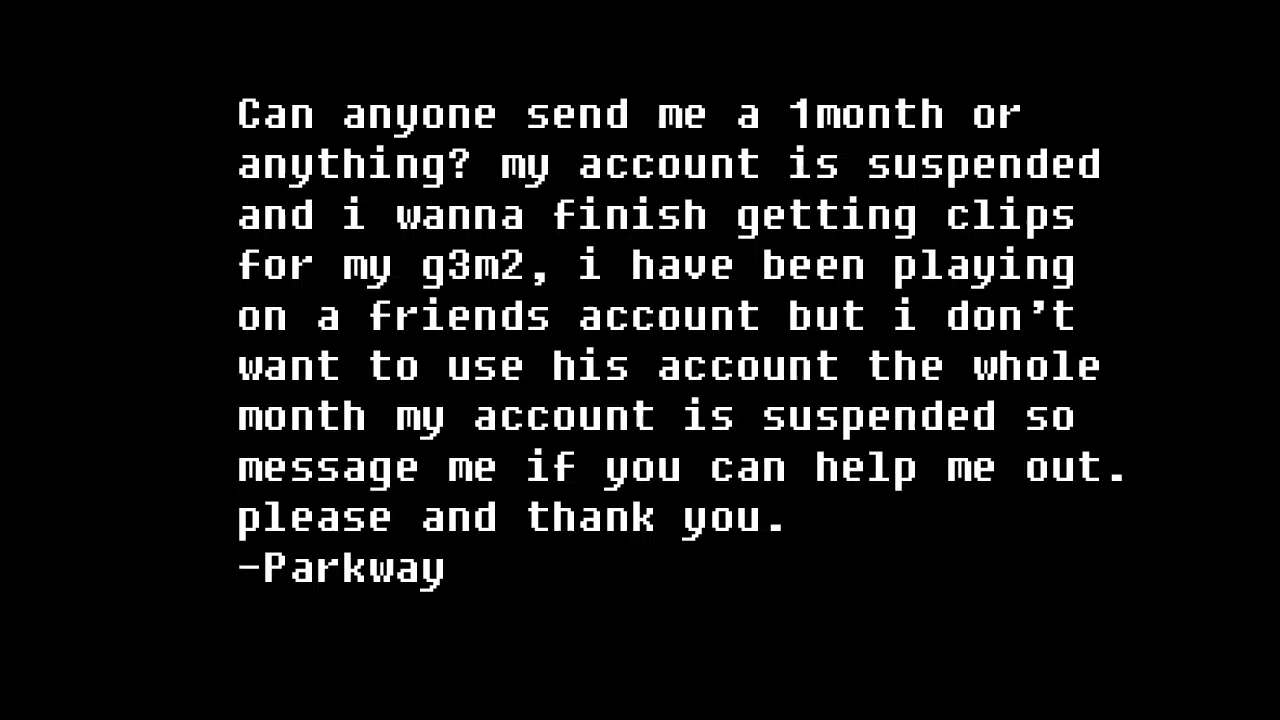 Can anyone send me a 1month or
anything? my account is suspended
and i wanna finish getting clips
for my g3m2, i have been playing
on a friends account but i don't
want to use his account the whole
month my account is suspended so
message me if you can help me out.
please and thank you.
-Parkway